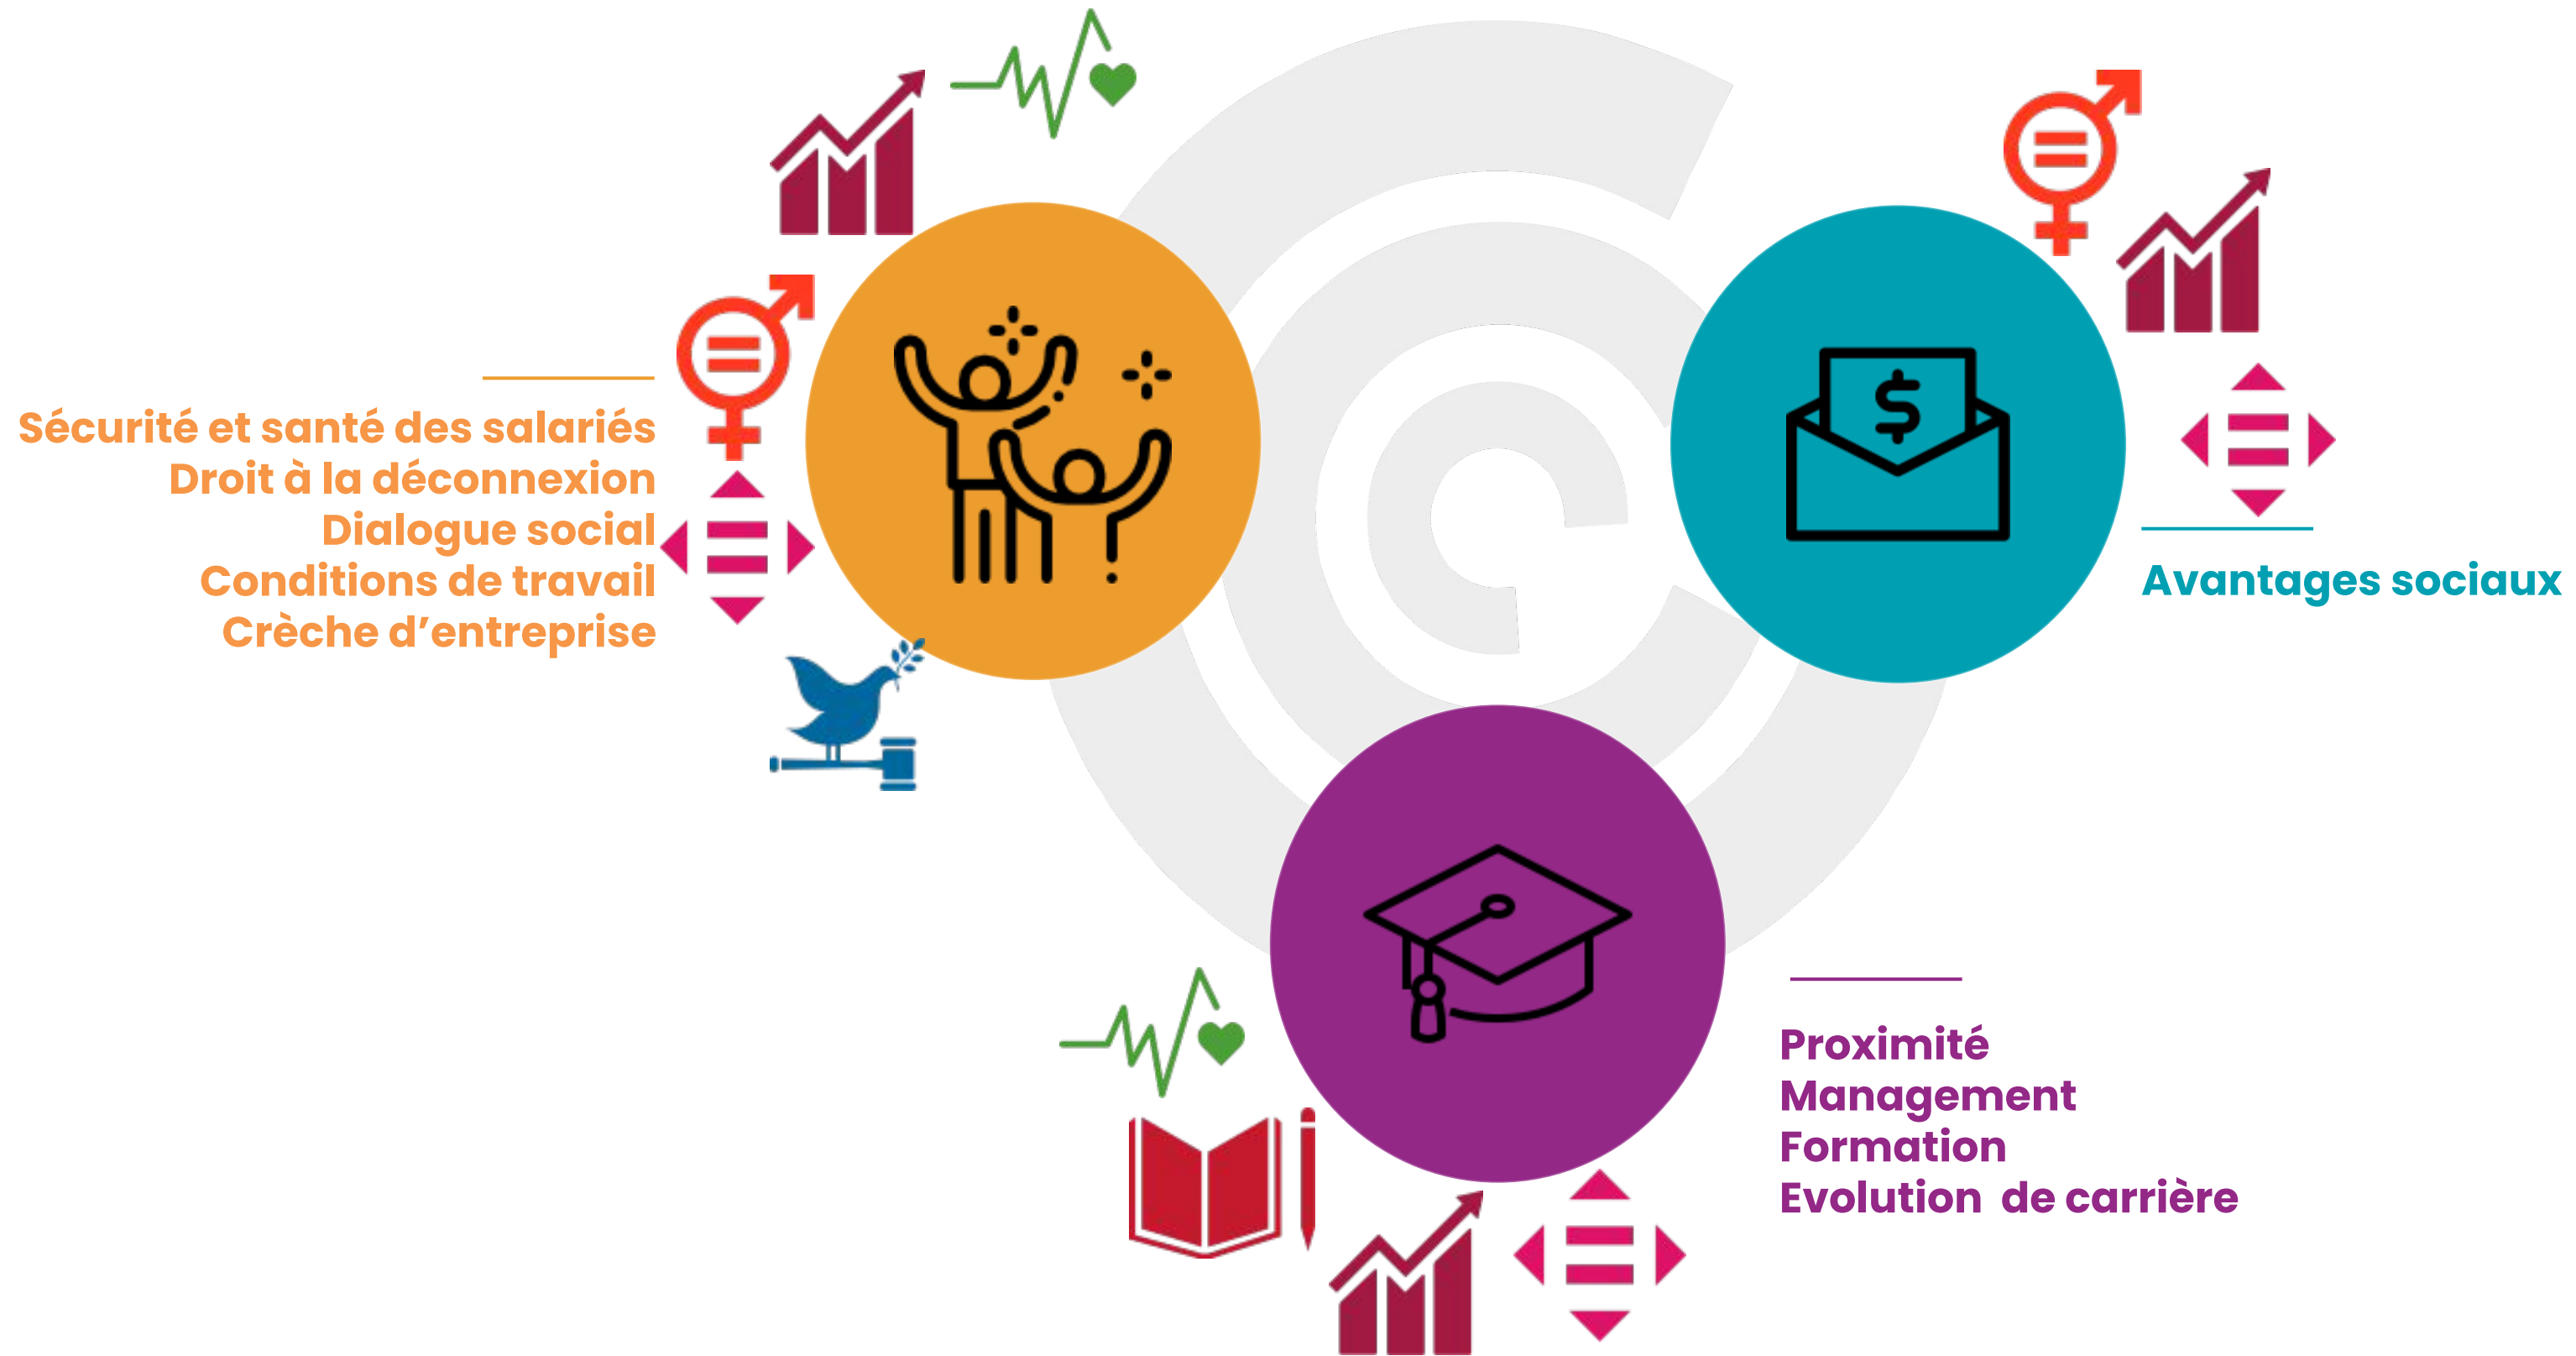 Sécurité et santé des salariés
Droit à la déconnexion
Dialogue social
Conditions de travail
Crèche d’entreprise
$
Avantages sociaux
Proximité
Management
Formation
Evolution  de carrière